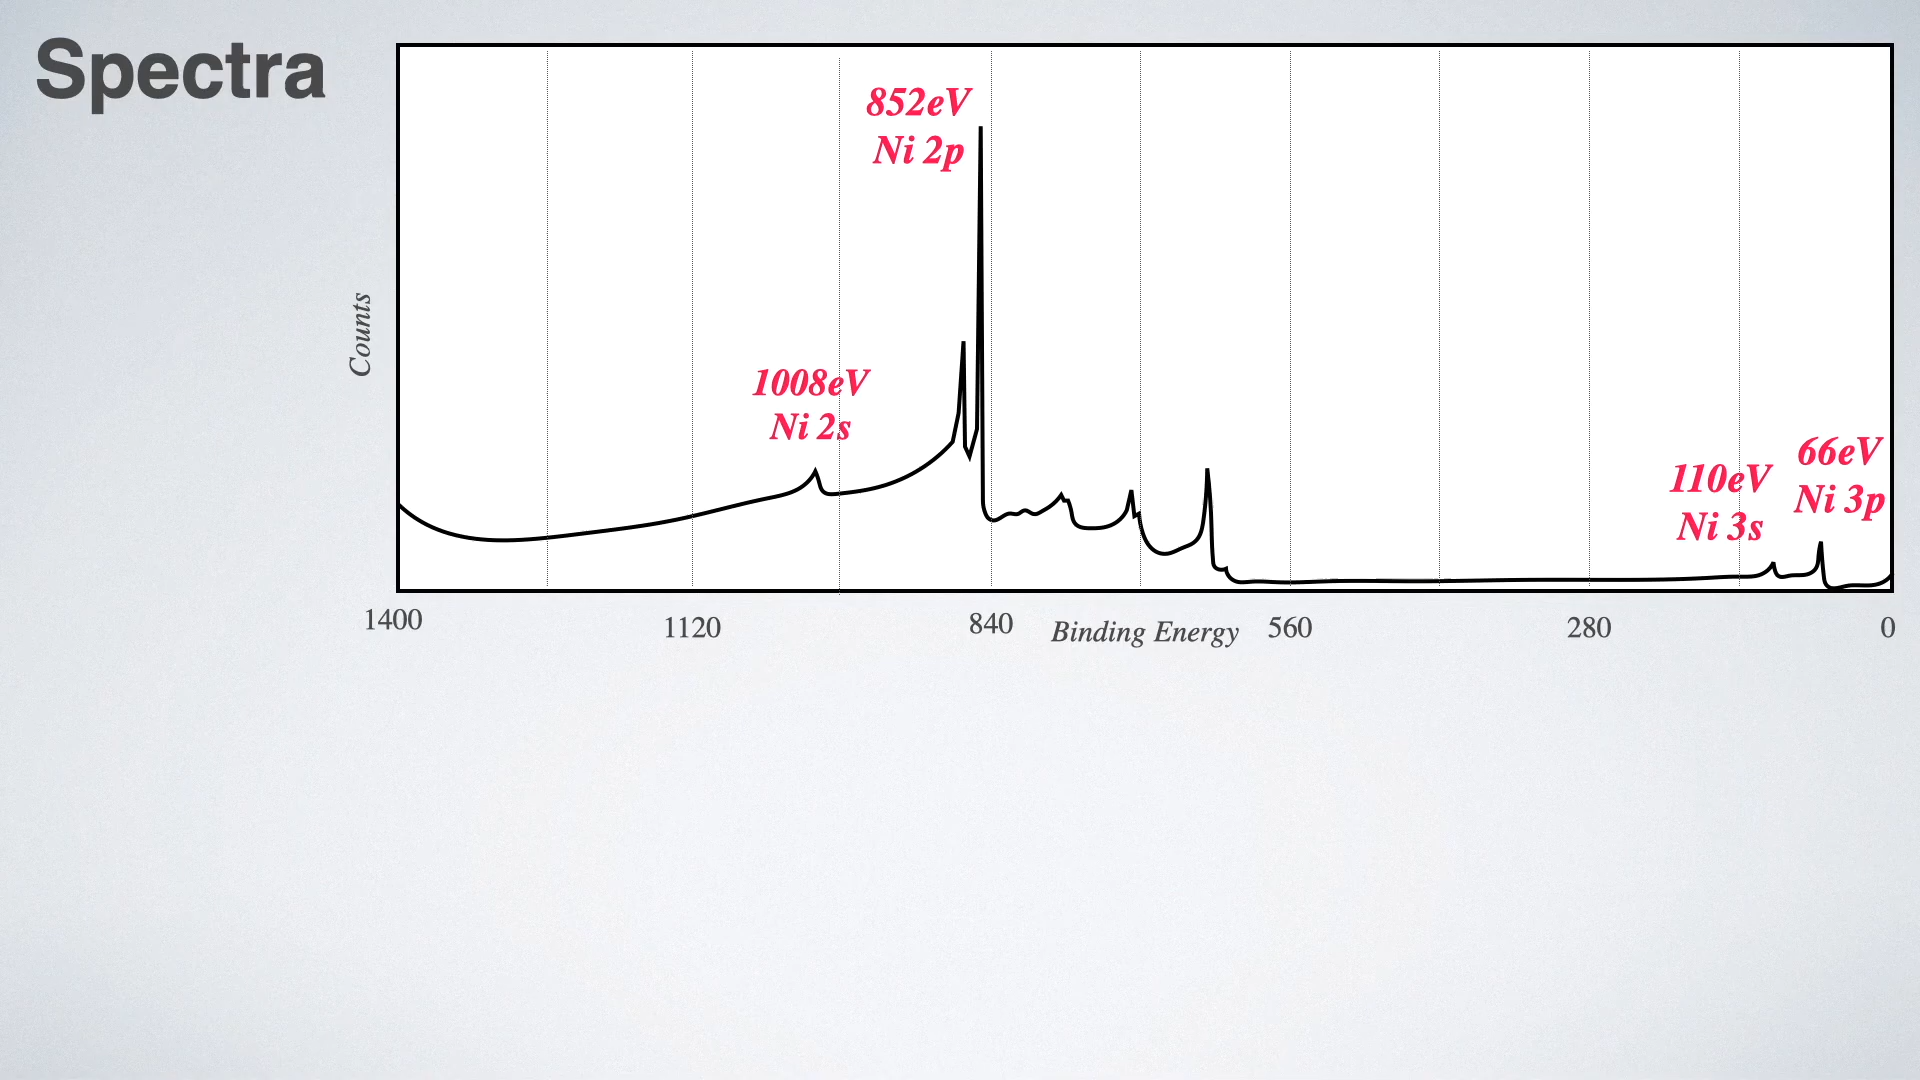 Spectra
852eV
Ni 2p
1008eV
Ni 2s
110eV
Ni 3s
66eV
Ni 3p
Counts
1400
1120
840
Binding Energy
560
280
0